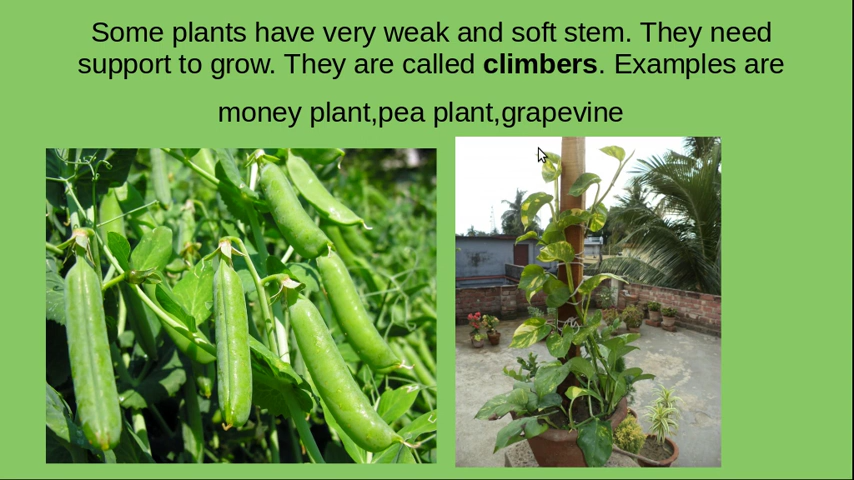 Some plants have very weak and soft stem. They need
support to grow. They are called climbers. Examples are
money plant,pea plant,grapevine